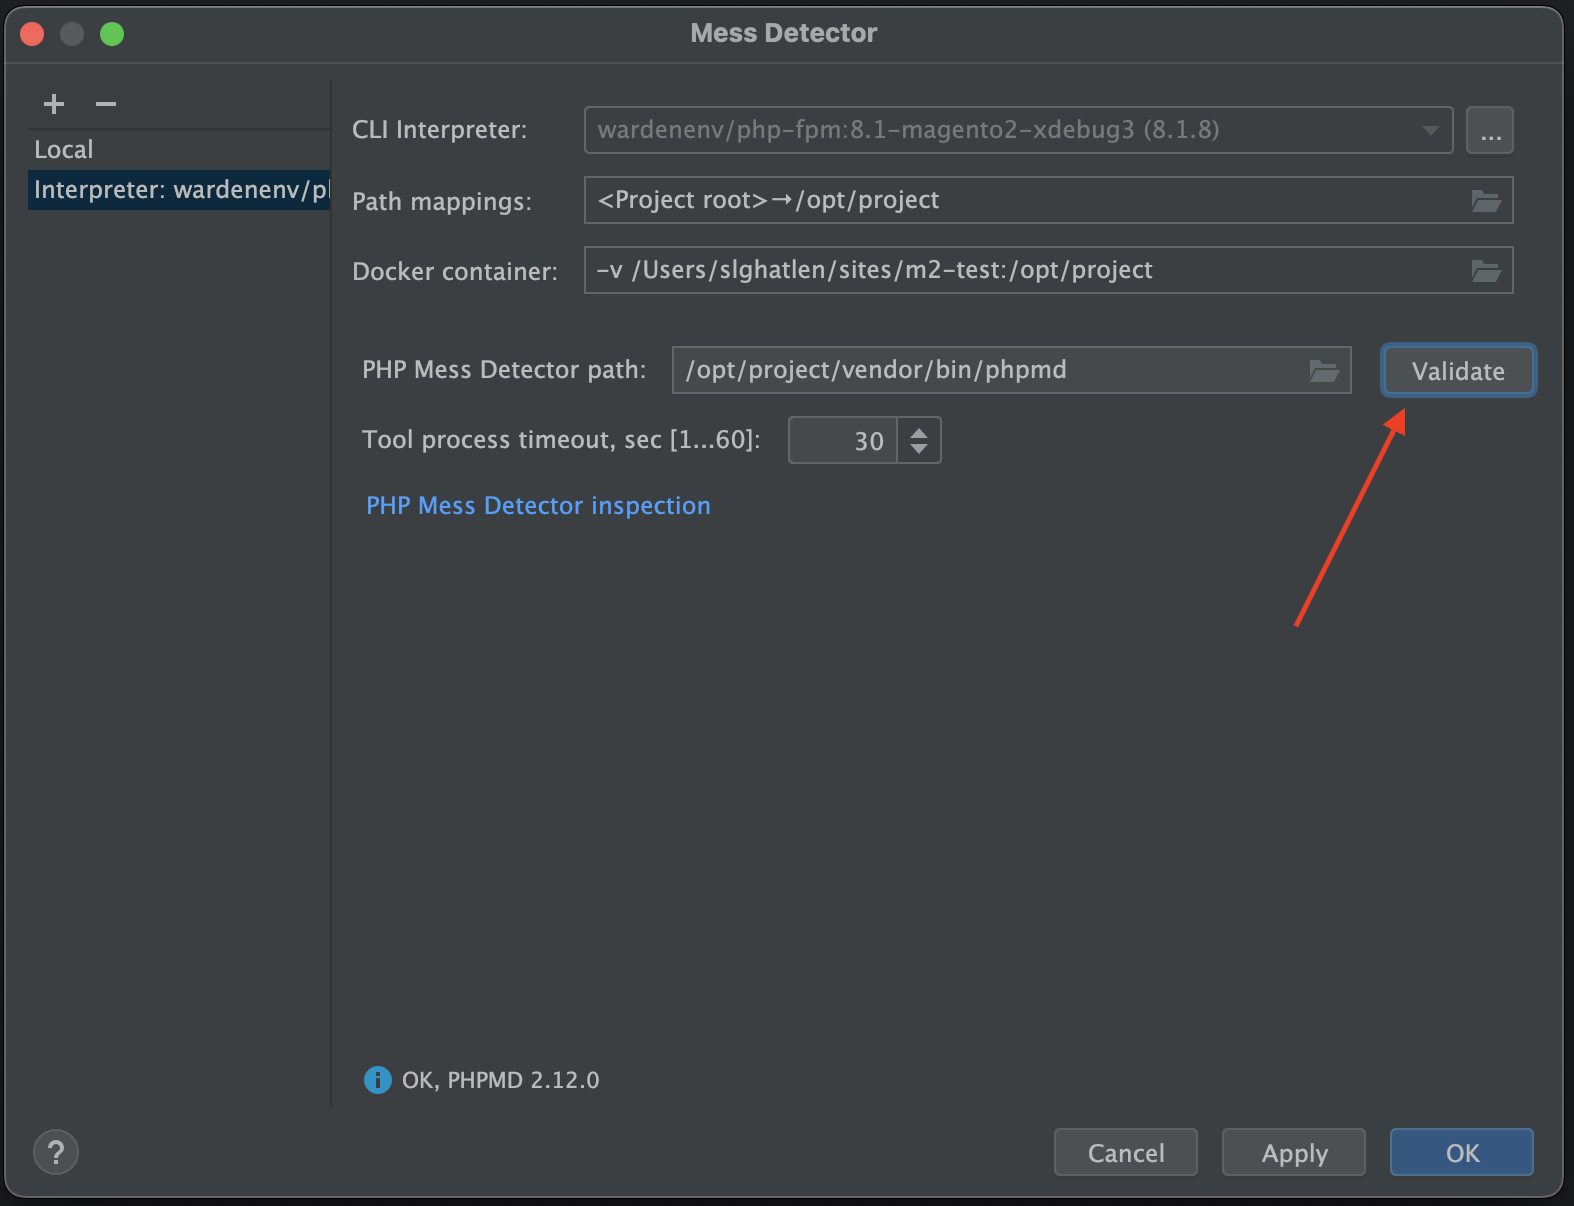 Mess Detector
Local
Interpreter: wardenenv/pl
CLI Interpreter: wardenenv/php-fpm:8.1-magento2-xdebug3 (8.1.8) ...
Path mappings: <Project root>→/opt/project
Docker container: -v /Users/slghatlen/sites/m2-test:/opt/project
PHP Mess Detector path: /opt/project/vendor/bin/phpmd Validate
Tool process timeout, sec [1...60]: 30
PHP Mess Detector inspection
OK, PHPMD 2.12.0
? Cancel Apply OK